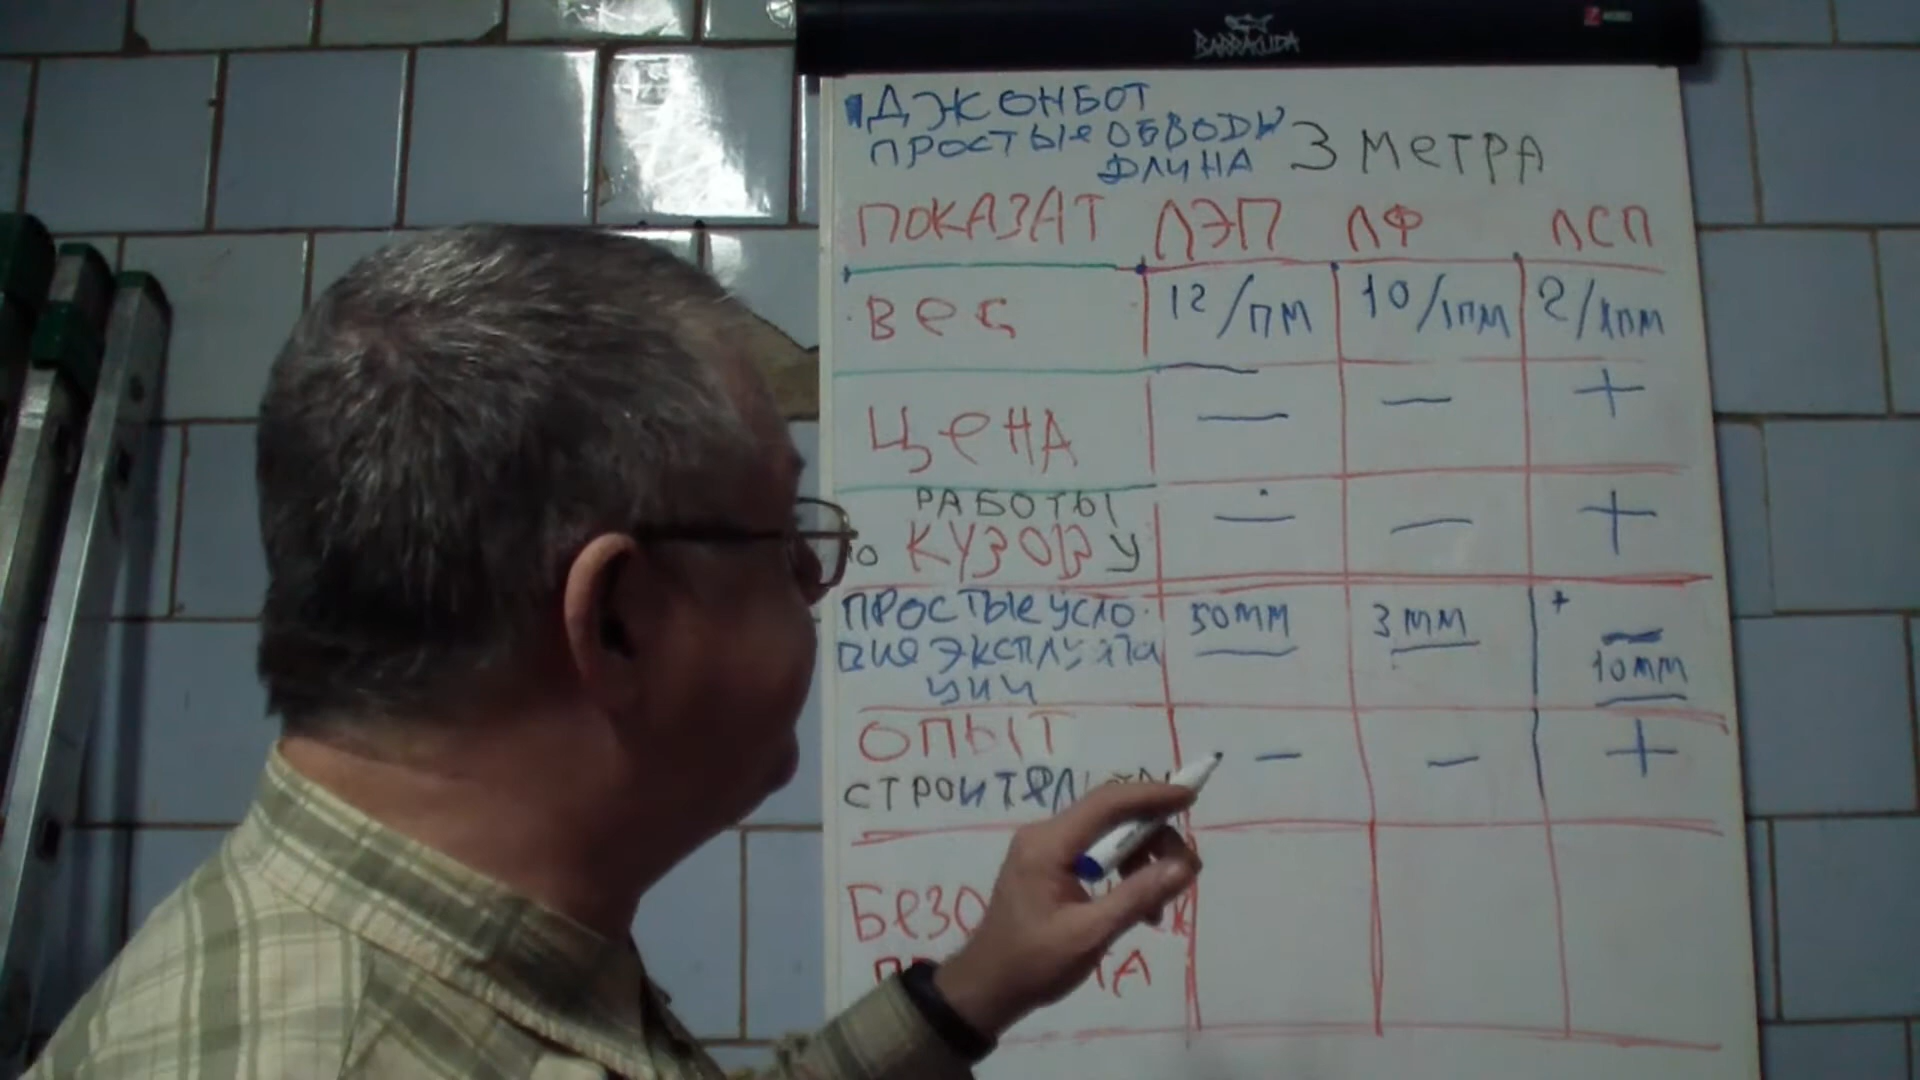 BARRACUDA
ДЖОНБОТ
ПРОСТЫЕ ОБВОДЫ
ДЛИНА 3 МЕТРА
ПОКАЗАТ ЛЭП ЛФ ЛСП
ВЕС 12/ПМ 10/1ПМ 2/1ПМ
ЦЕНА — — +
РАБОТЫ
ПО КУЗОВУ — — +
ПРОСТЫЕ УСЛО 50ММ 3ММ + —
ВИЯ 10ММ
ЦИИ
ОПЫТ — — +